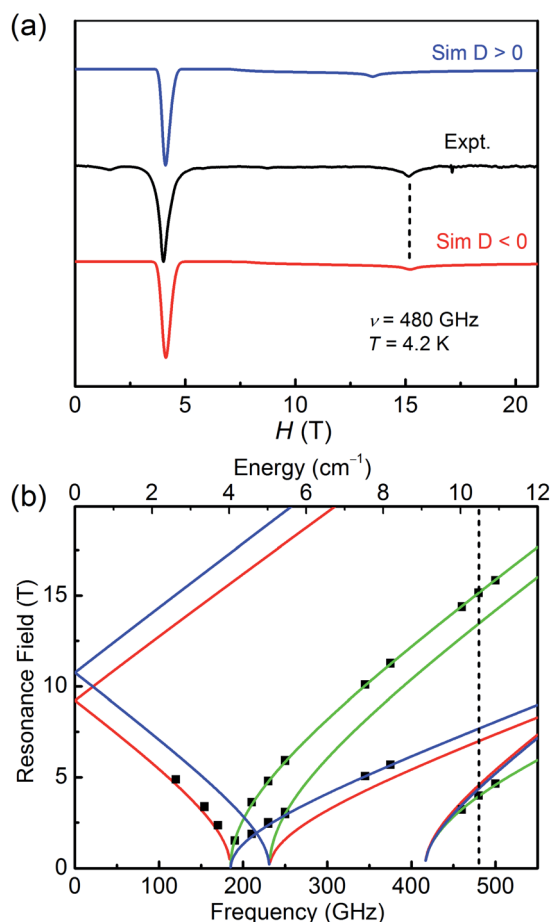 (a)
Sim D > 0
Expt.
Sim D < 0
ν = 480 GHz
T = 4.2 K
0 5 10 15 20
H (T)
Energy (cm⁻¹)
(b)
0 2 4 6 8 10 12
15
10
5
0
Resonance Field (T)
0 100 200 300 400 500
Frequency (GHz)